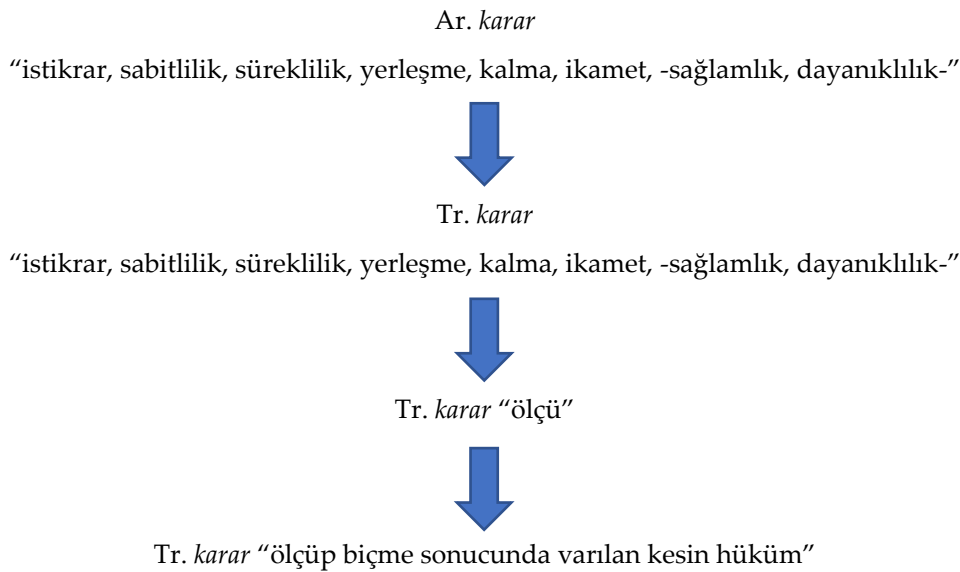 Ar. karar
“istikrar, sabitlilik, süreklilik, yerleşme, kalma, ikamet, -sağlamlık, dayanıklılık-”
Tr. karar
“istikrar, sabitlilik, süreklilik, yerleşme, kalma, ikamet, -sağlamlık, dayanıklılık-”
Tr. karar “ölçü”
Tr. karar “ölçüp biçme sonucunda varılan kesin hüküm”